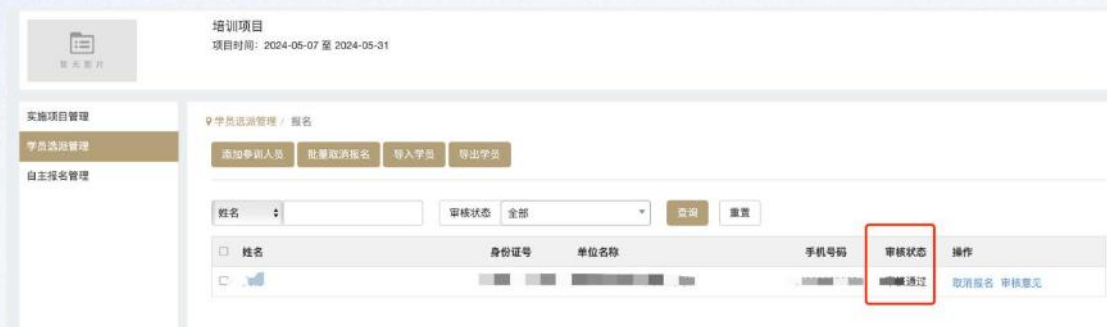 培训项目
项目时间：2024-05-07 至 2024-05-31
暂无图片
实施项目管理
学员选派管理
自主报名管理
学员选派管理 / 报名
添加参训人员 批量取消报名 导入学员 导出学员
姓名 审核状态 全部 查询 重置
姓名 身份证号 单位名称 手机号码 审核状态 操作
通过 取消报名 审核意见